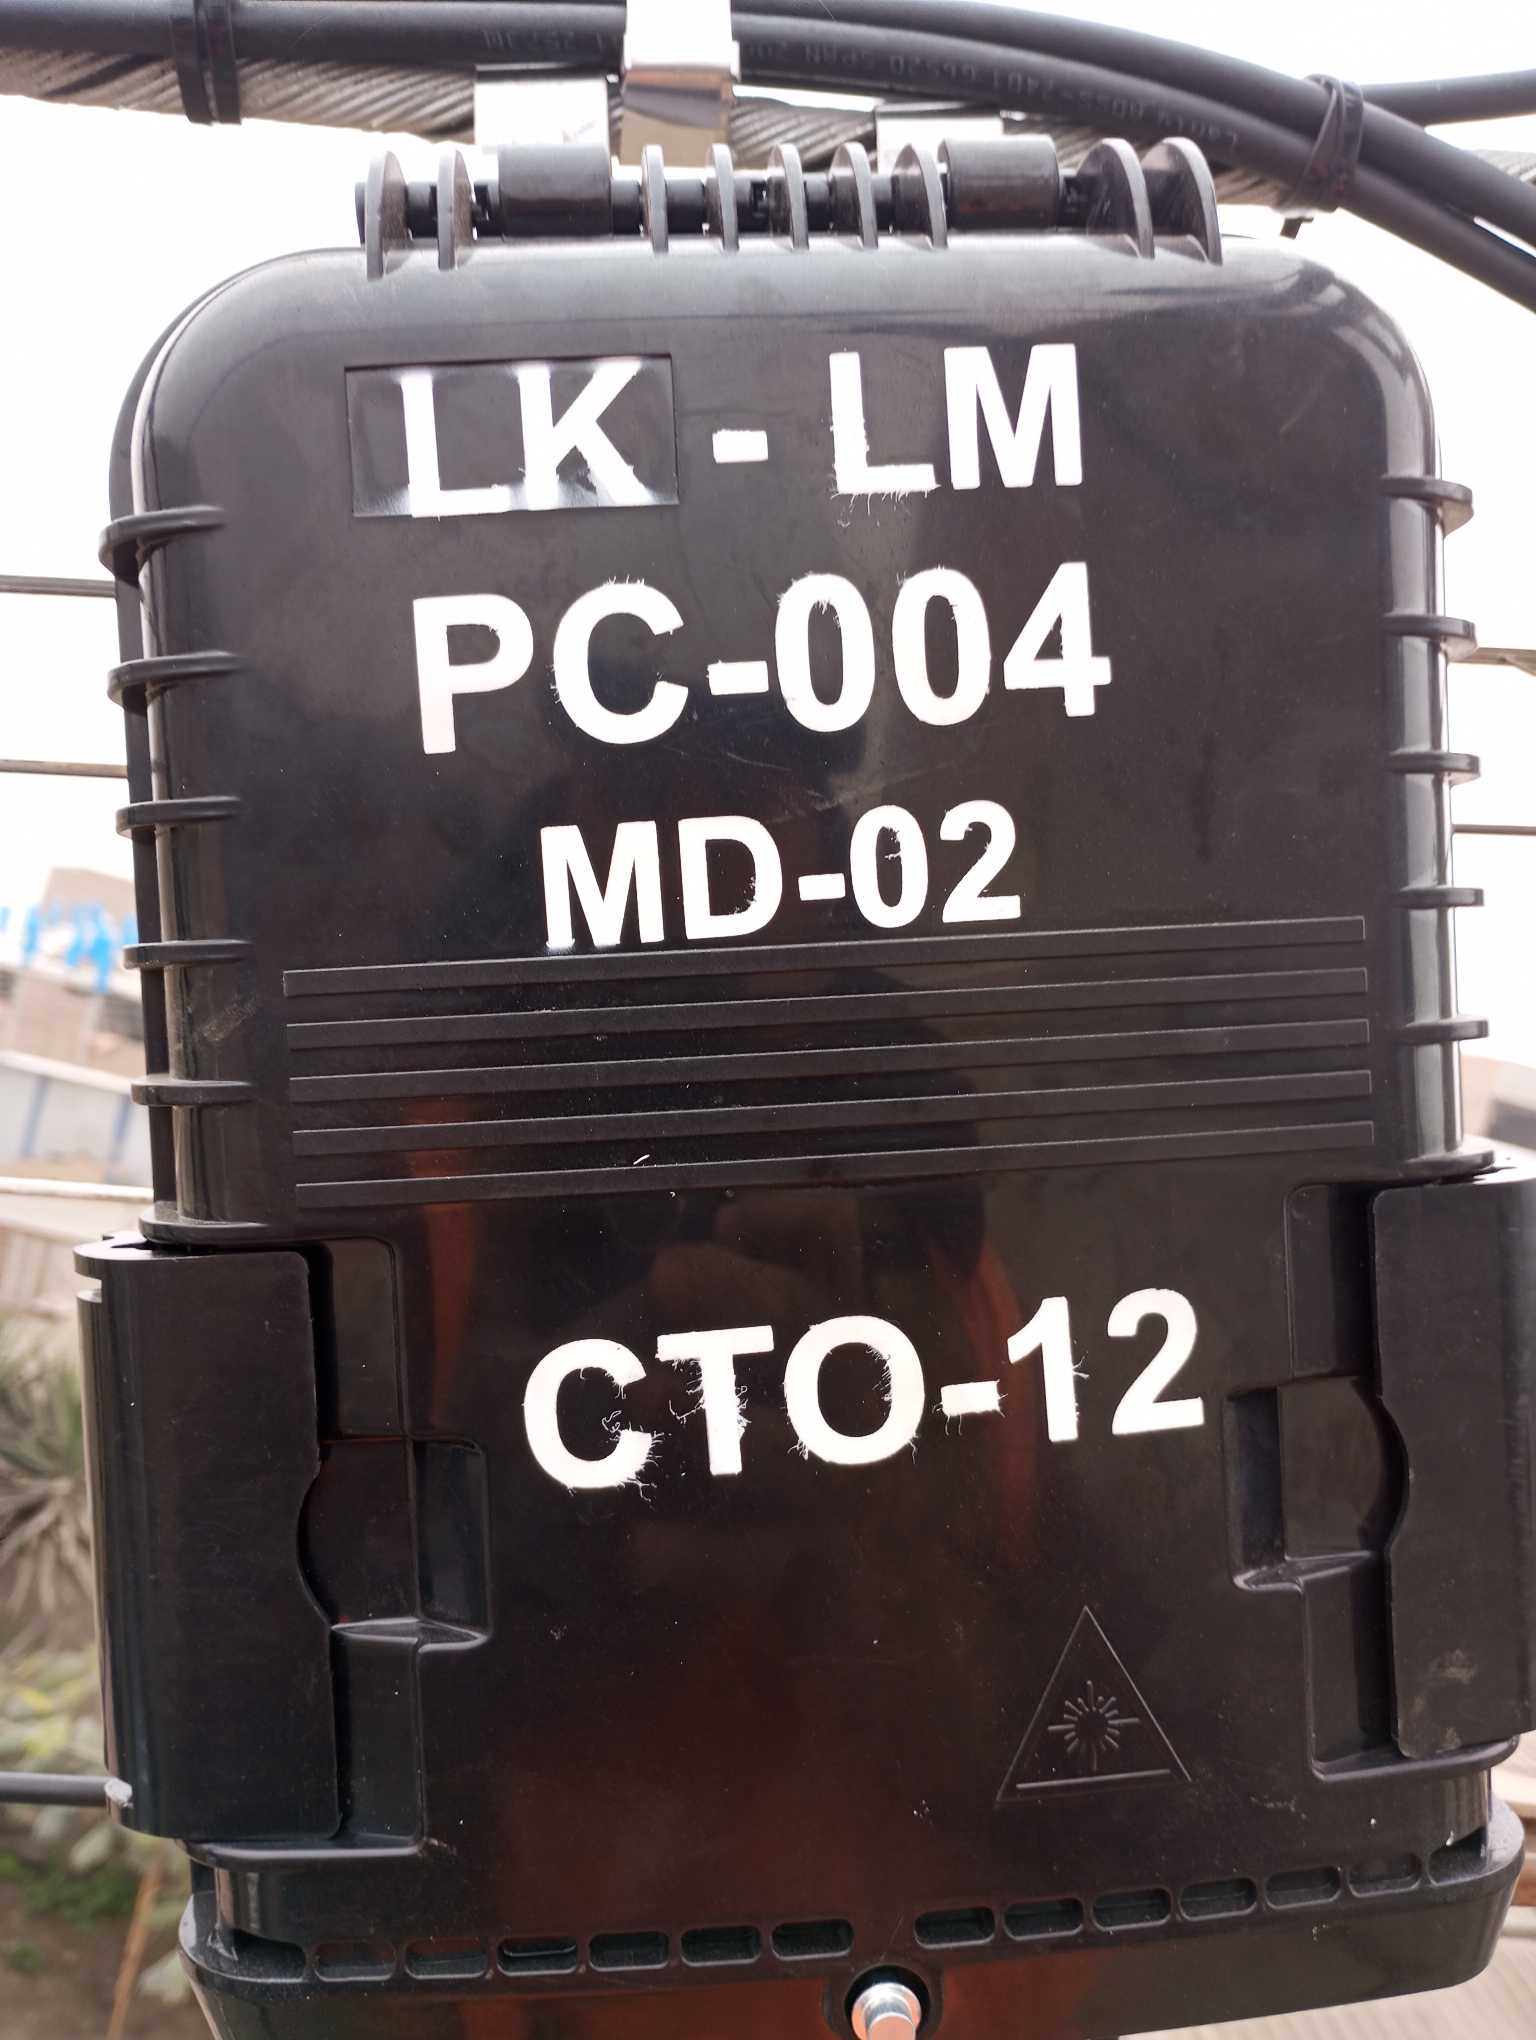 LK - LM
PC-004
MD-02
CTO-12